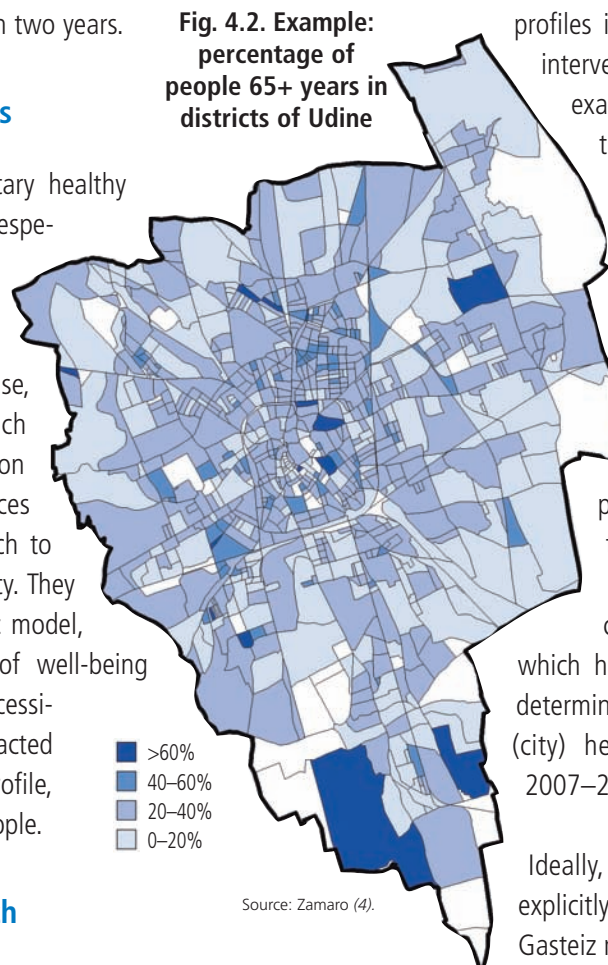 n two years.
s
tary healthy
espe-
se,
ch
on
ces
ch to
ty. They
t model,
of well-being
cessi-
acted
ofile,
ople.
th
Fig. 4.2. Example:
percentage of
people 65+ years in
districts of Udine
>60%
40–60%
20–40%
0–20%
Source: Zamaro (4).
profiles i
interve
exa
t
p
which h
determin
(city) he
2007–2
Ideally,
explicitly
Gasteiz